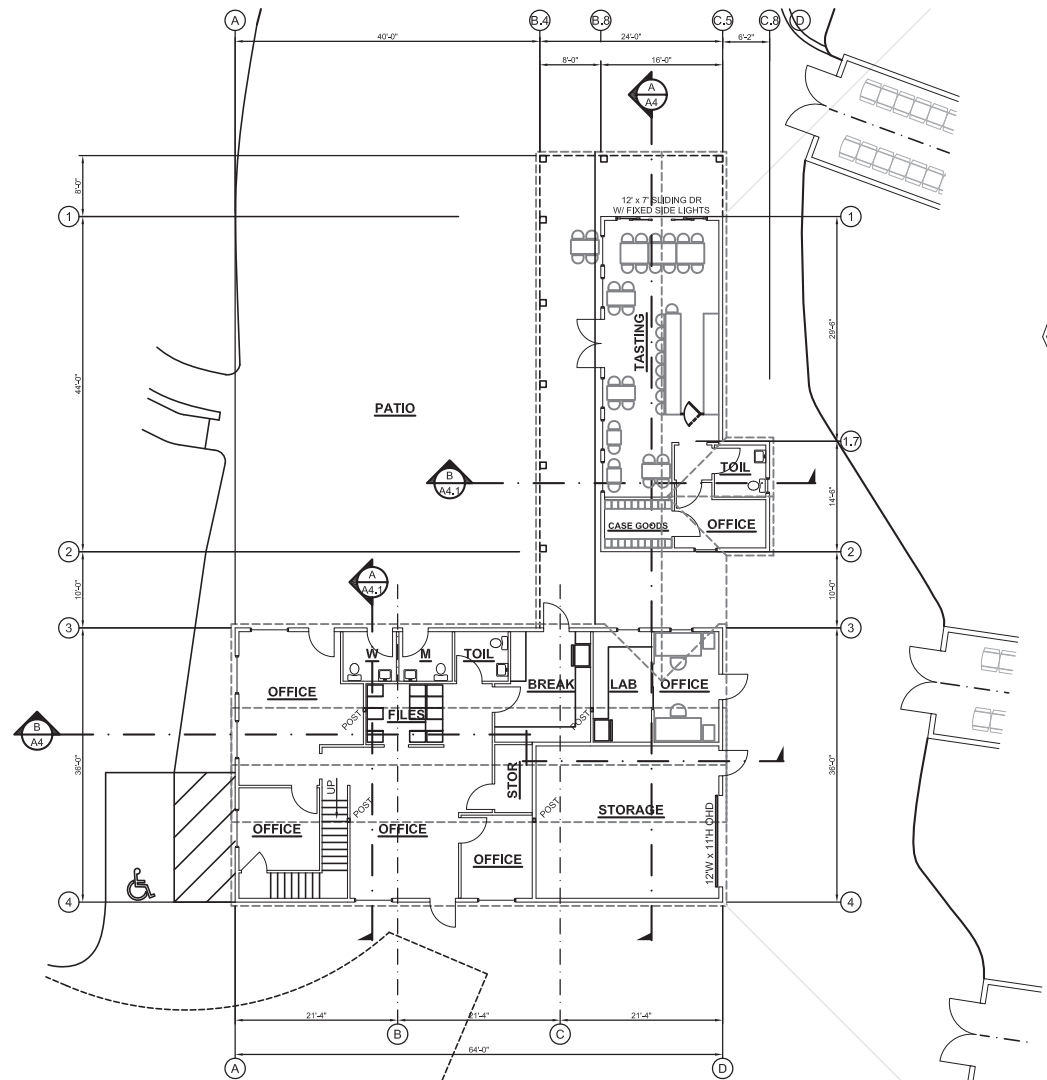 A B.4 B.8 C.5 C.8 D
40'-0" 24'-0" 6'-2"
8'-0" 16'-0"
A
A4
8'-0"
12' x 7' SLIDING DR
W/ FIXED SIDE LIGHTS
1 1
TASTING
44'-0" 29'-6"
PATIO
1.7
TOIL
B
A4.1
14'-6"
CASE GOODS OFFICE
2 2
A
A4.1
10'-0" 10'-0"
3 3
W M TOIL
OFFICE BREAK LAB OFFICE
FILES
POST POST
B
A4
36'-0" 36'-0"
STOR
UP
POST POST
STORAGE
OFFICE OFFICE
12'W x 11'H OHD
OFFICE
4 4
21'-4" 21'-4" 21'-4"
B C
64'-0"
A D